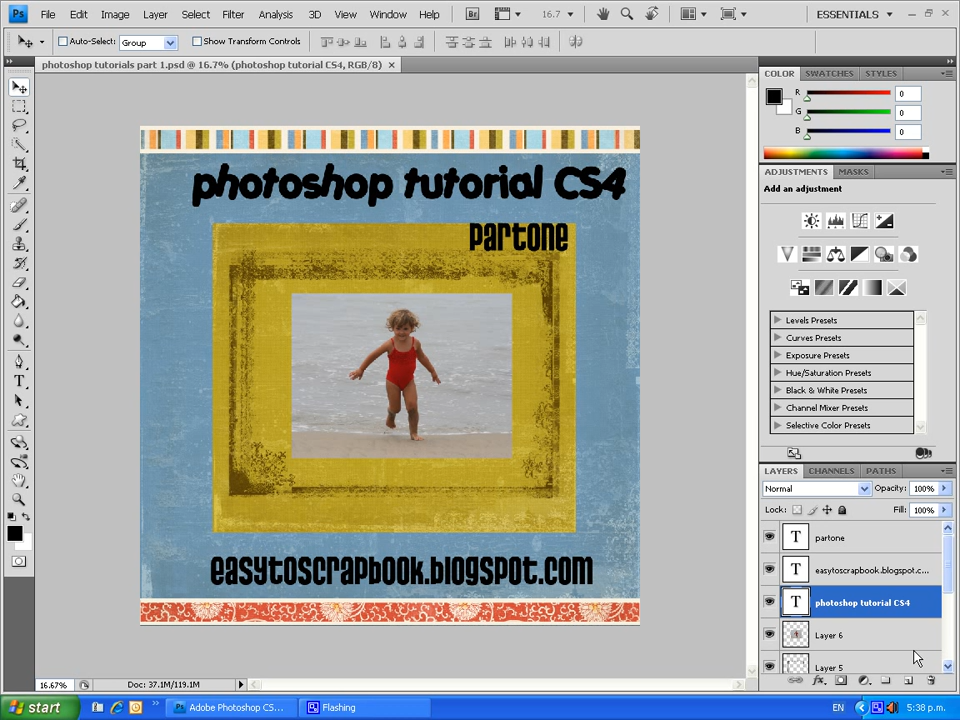 Ps File Edit Image Layer Select Filter Analysis 3D View Window Help Br 16.7 ESSENTIALS
Auto-Select: Group Show Transform Controls
photoshop tutorials part 1.psd @ 16.7% (photoshop tutorial CS4, RGB/8)
COLOR SWATCHES STYLES
R 0
G 0
B 0
ADJUSTMENTS MASKS
Add an adjustment
Levels Presets
Curves Presets
Exposure Presets
Hue/Saturation Presets
Black & White Presets
Channel Mixer Presets
Selective Color Presets
photoshop tutorial CS4
partone
easytoscrapbook.blogspot.com
LAYERS CHANNELS PATHS
Normal Opacity: 100%
Lock: Fill: 100%
T partone
T easytoscrapbook.blogspot.c...
T photoshop tutorial CS4
Layer 6
Layer 5
fx
16.67% Doc: 37.1M/119.1M
start Adobe Photoshop CS... Flashing EN 5:38 p.m.